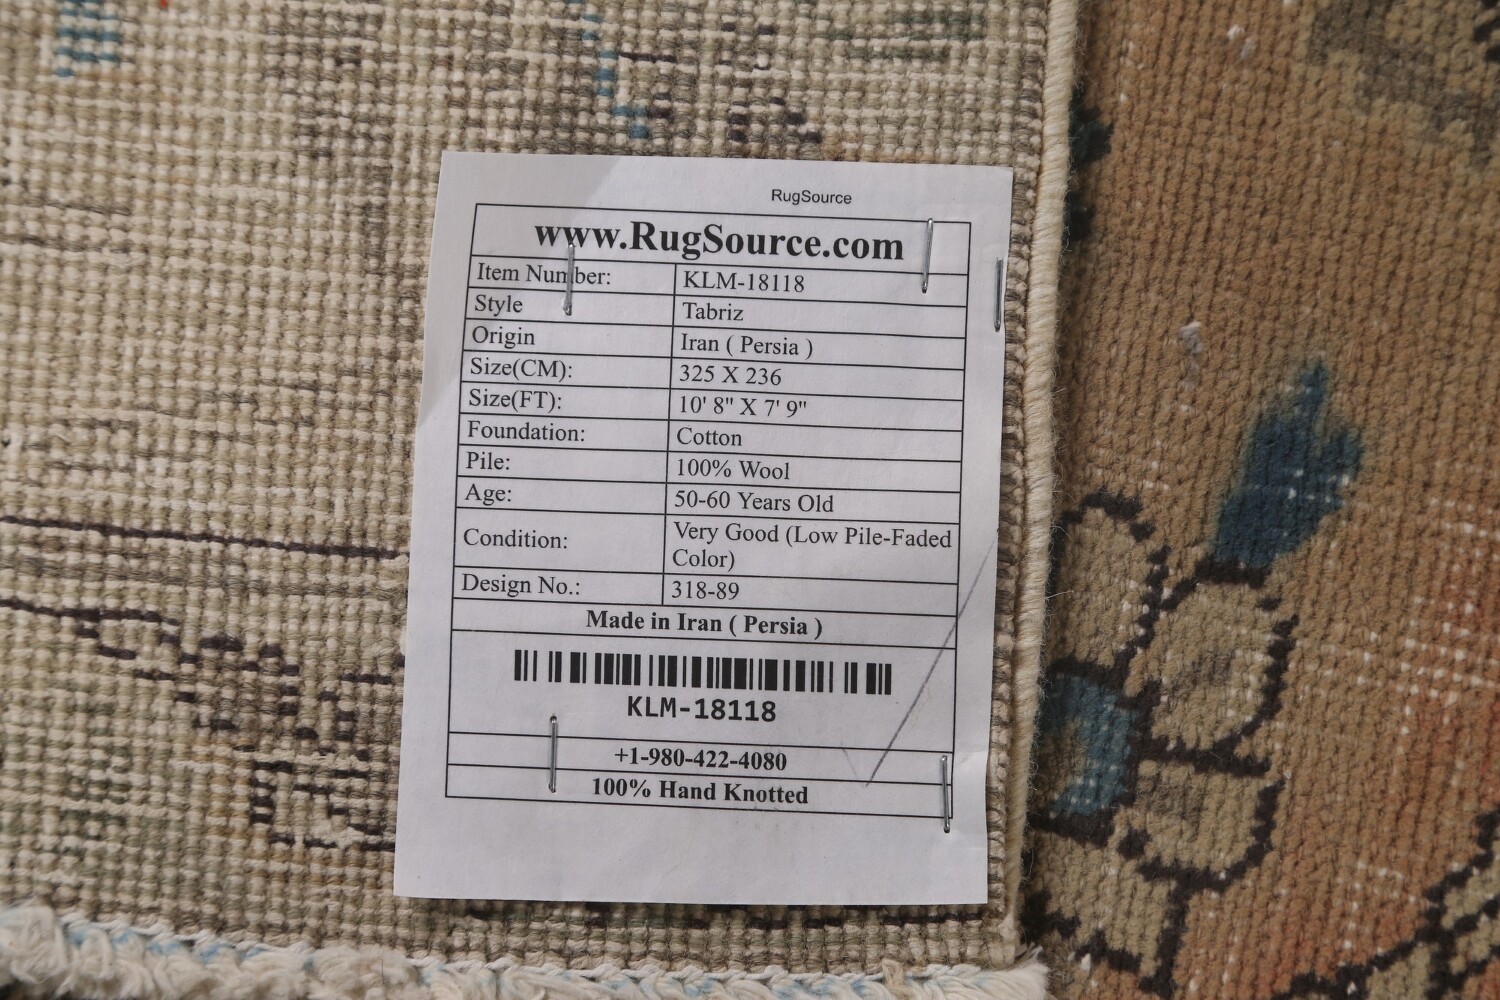 RugSource
www.RugSource.com
Item Number: KLM-18118
Style Tabriz
Origin Iran ( Persia )
Size(CM): 325 X 236
Size(FT): 10' 8" X 7' 9"
Foundation: Cotton
Pile: 100% Wool
Age: 50-60 Years Old
Condition: Very Good (Low Pile-Faded
Color)
Design No.: 318-89
Made in Iran ( Persia )
KLM-18118
+1-980-422-4080
100% Hand Knotted